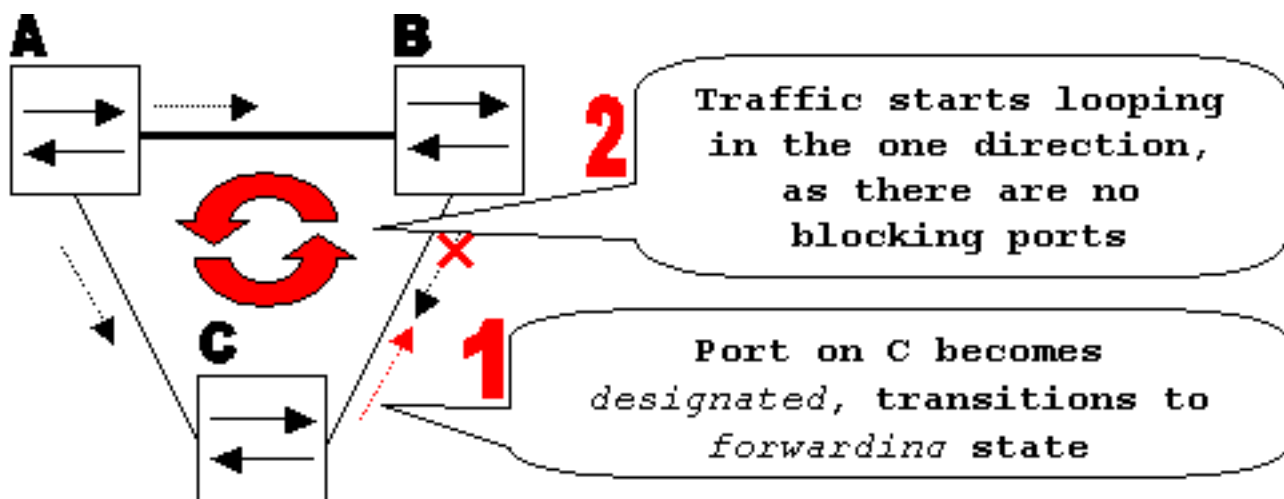 A
B
2
Traffic starts looping
in the one direction,
as there are no
blocking ports
C
1
Port on C becomes
designated, transitions to
forwarding state